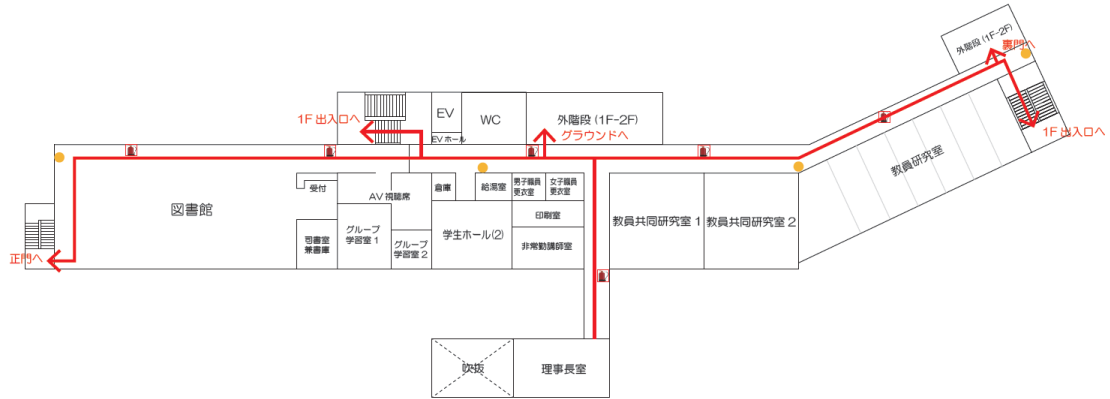 外階段 (1F-2F)
裏門へ
1F 出入口へ
EV
WC
外階段 (1F-2F)
EV ホール
グラウンドへ
1F 出入口へ
教員研究室
受付
AV 視聴席
倉庫
給湯室
男子職員
更衣室
女子職員
更衣室
図書館
印刷室
教員共同研究室 1
教員共同研究室 2
司書室
兼書庫
グループ
学習室 1
グループ
学習室 2
学生ホール(2)
非常勤講師室
正門へ
吹抜
理事長室